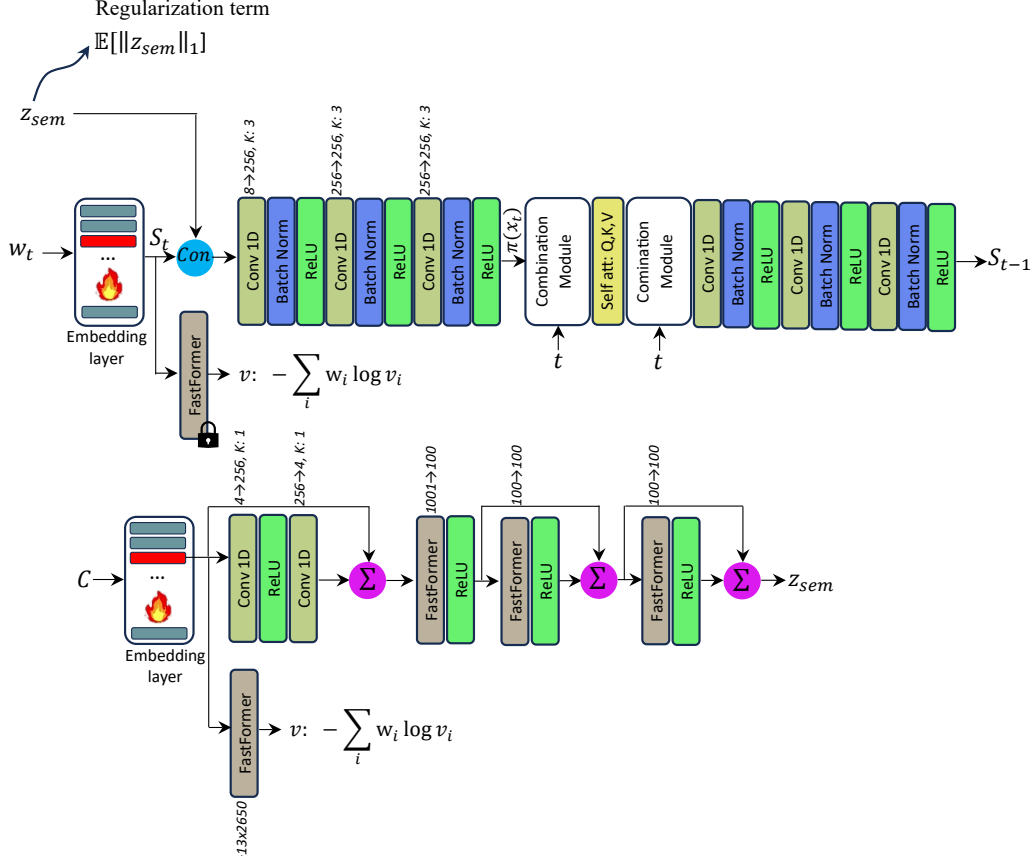 Regularization term
𝔼[‖z_sem‖_1]
z_sem
8→256, K: 3
256→256, K: 3
256→256, K: 3
w_t
...
Embedding
layer
S_t
Con
Conv 1D
Batch Norm
ReLU
Conv 1D
Batch Norm
ReLU
Conv 1D
Batch Norm
ReLU
π(x_t)
Combination
Module
t
Self att: Q,K,V
Comination
Module
t
Conv 1D
Batch Norm
ReLU
Conv 1D
Batch Norm
ReLU
Conv 1D
Batch Norm
ReLU
S_{t−1}
FastFormer
v: − ∑_i w_i log v_i
4→256, K: 1
256→4, K: 1
1001→100
100→100
100→100
C
...
Embedding
layer
Conv 1D
ReLU
Conv 1D
Σ
FastFormer
ReLU
FastFormer
ReLU
Σ
FastFormer
ReLU
Σ
z_sem
FastFormer
v: − ∑_i w_i log v_i
13x2650